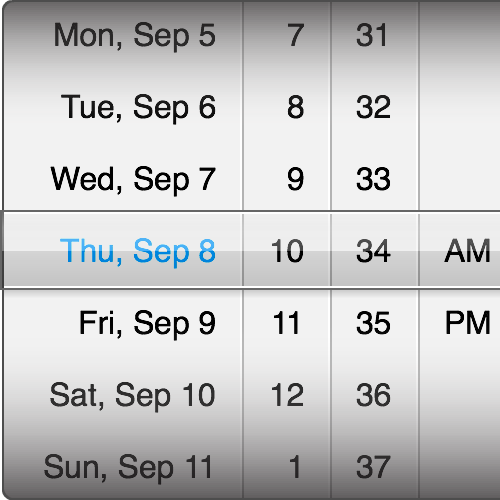 Mon, Sep 5 7 31
Tue, Sep 6 8 32
Wed, Sep 7 9 33
Thu, Sep 8 10 34 AM
Fri, Sep 9 11 35 PM
Sat, Sep 10 12 36
Sun, Sep 11 1 37